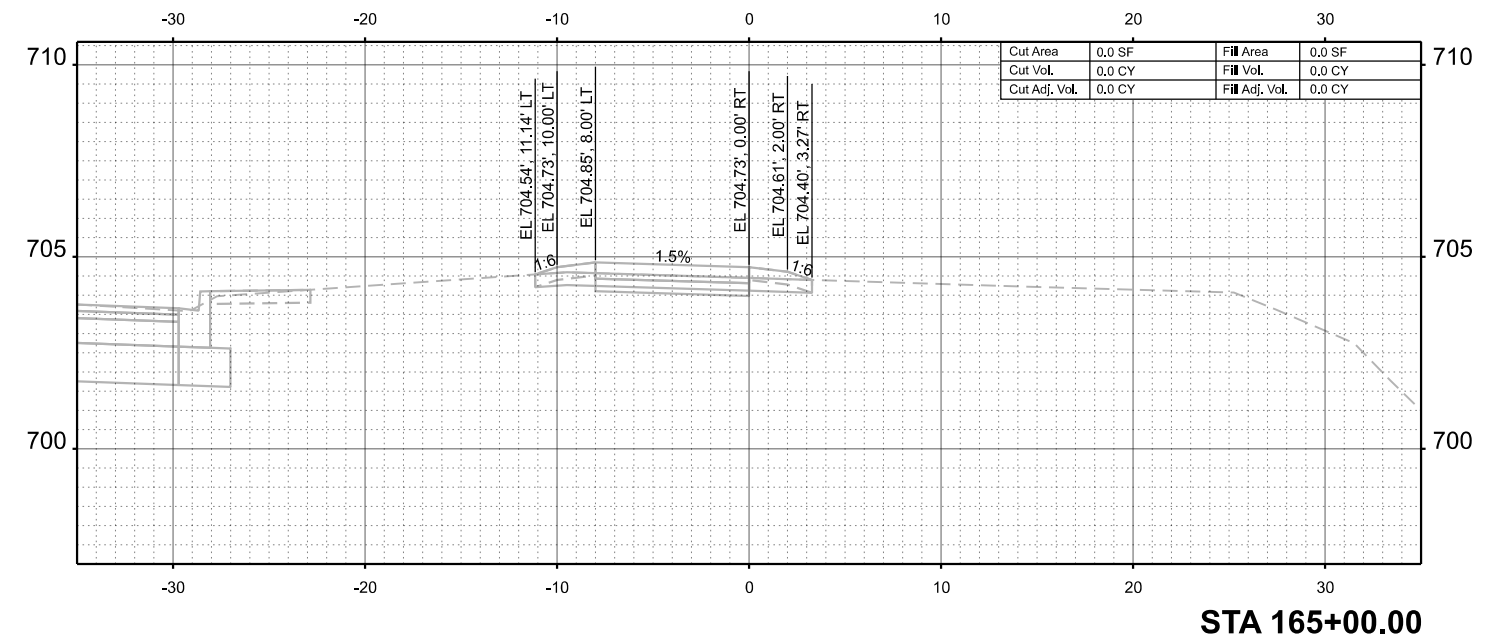 -30 -20 -10 0 10 20 30
710 710
Cut Area 0.0 SF Fill Area 0.0 SF
Cut Vol. 0.0 CY Fill Vol. 0.0 CY
Cut Adj. Vol. 0.0 CY Fill Adj. Vol. 0.0 CY
EL 704.54', 11.14' LT
EL 704.73', 10.00' LT
EL 704.85', 8.00' LT
EL 704.73', 0.00' RT
EL 704.61', 2.00' RT
EL 704.40', 3.27' RT
705 705
1:6 1.5% 1:6
700 700
-30 -20 -10 0 10 20 30
STA 165+00.00